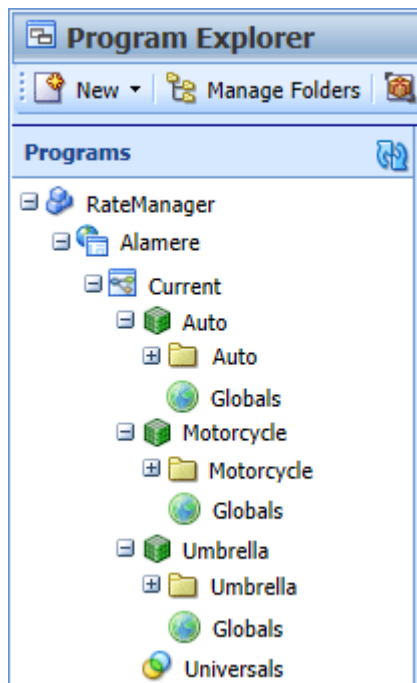 Program Explorer
New Manage Folders
Programs
RateManager
Alamere
Current
Auto
Auto
Globals
Motorcycle
Motorcycle
Globals
Umbrella
Umbrella
Globals
Universals